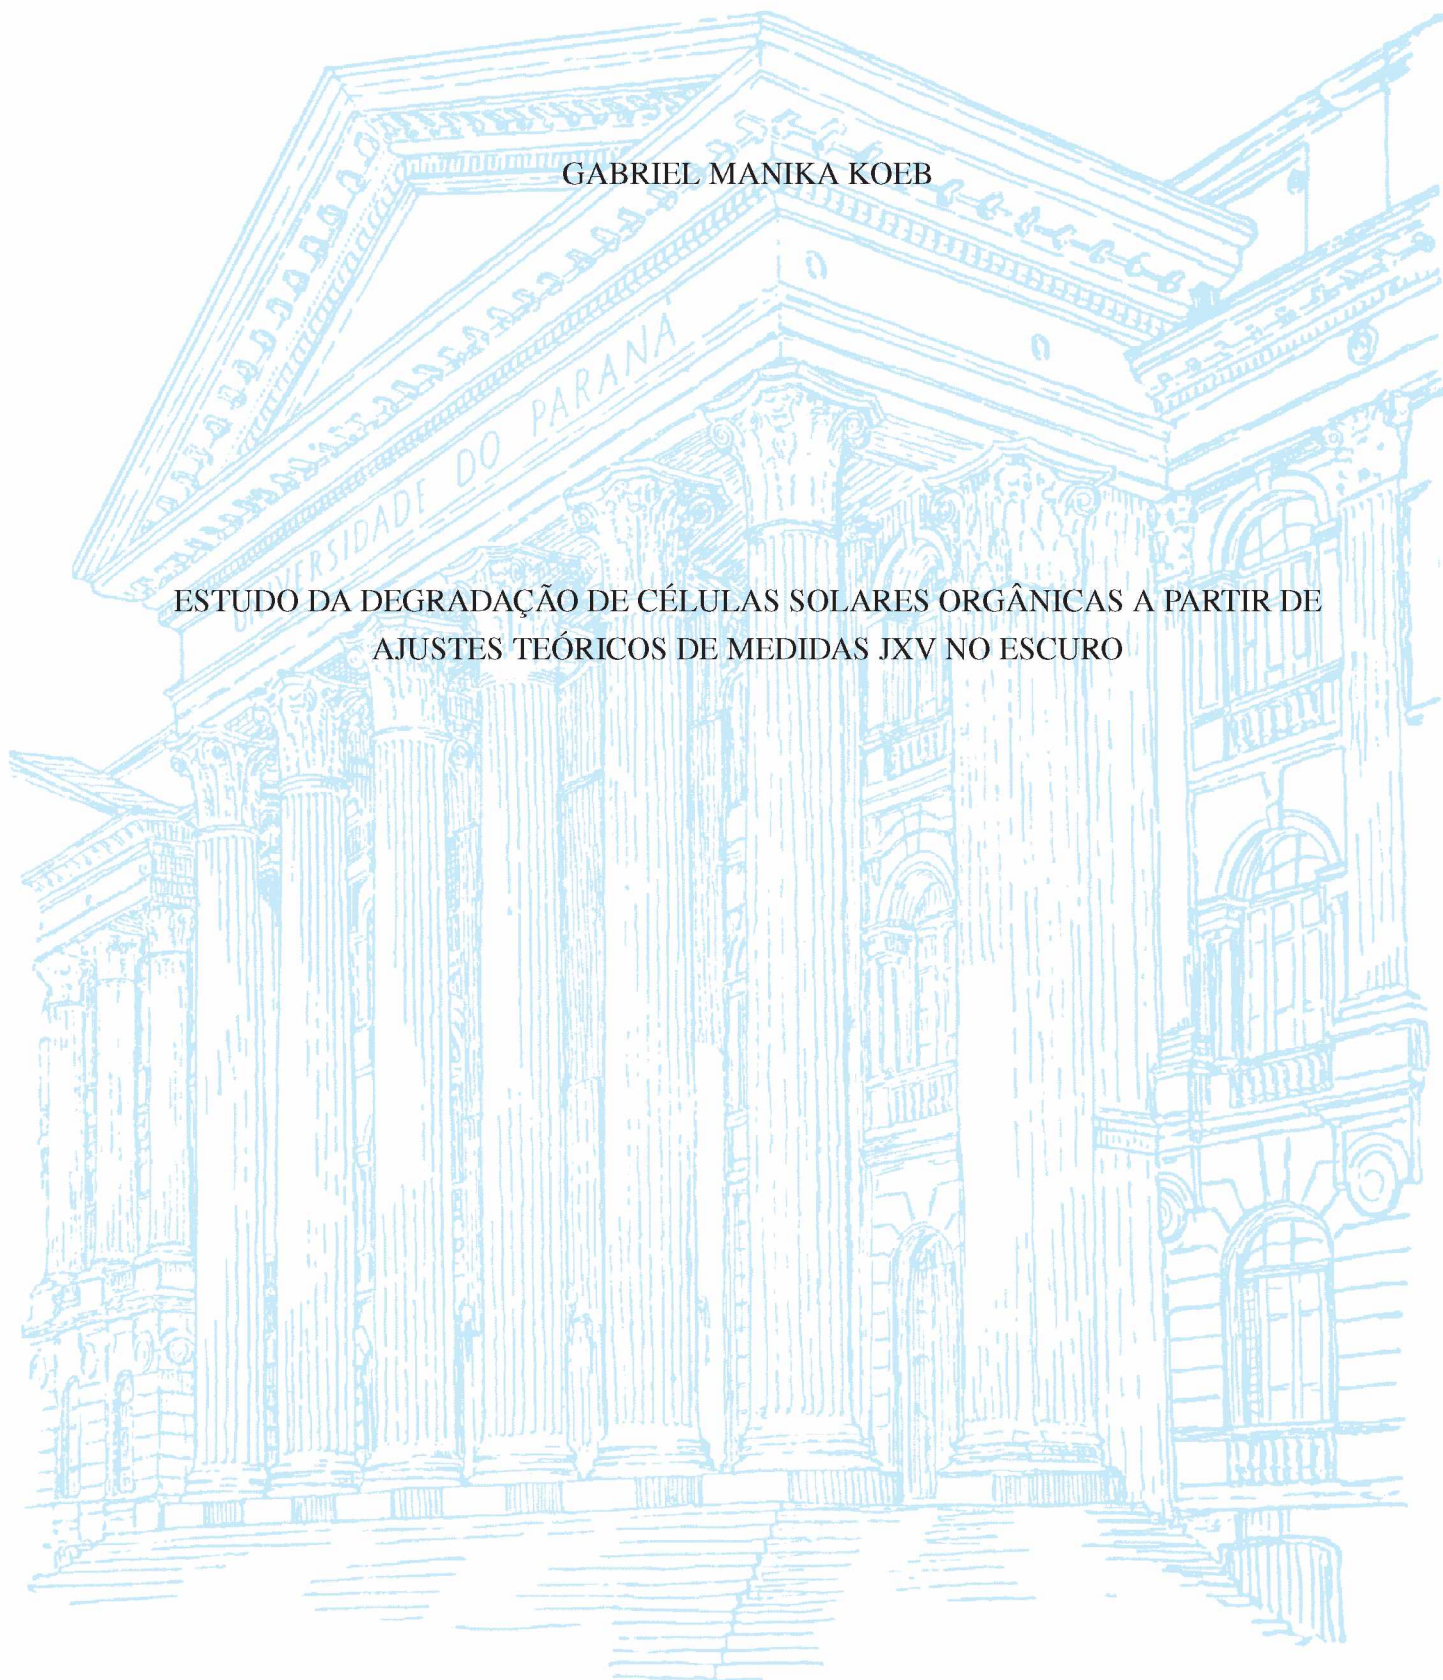 GABRIEL MANIKA KOEB
UNIVERSIDADE DO PARANÁ
ESTUDO DA DEGRADAÇÃO DE CÉLULAS SOLARES ORGÂNICAS A PARTIR DE
AJUSTES TEÓRICOS DE MEDIDAS JXV NO ESCURO